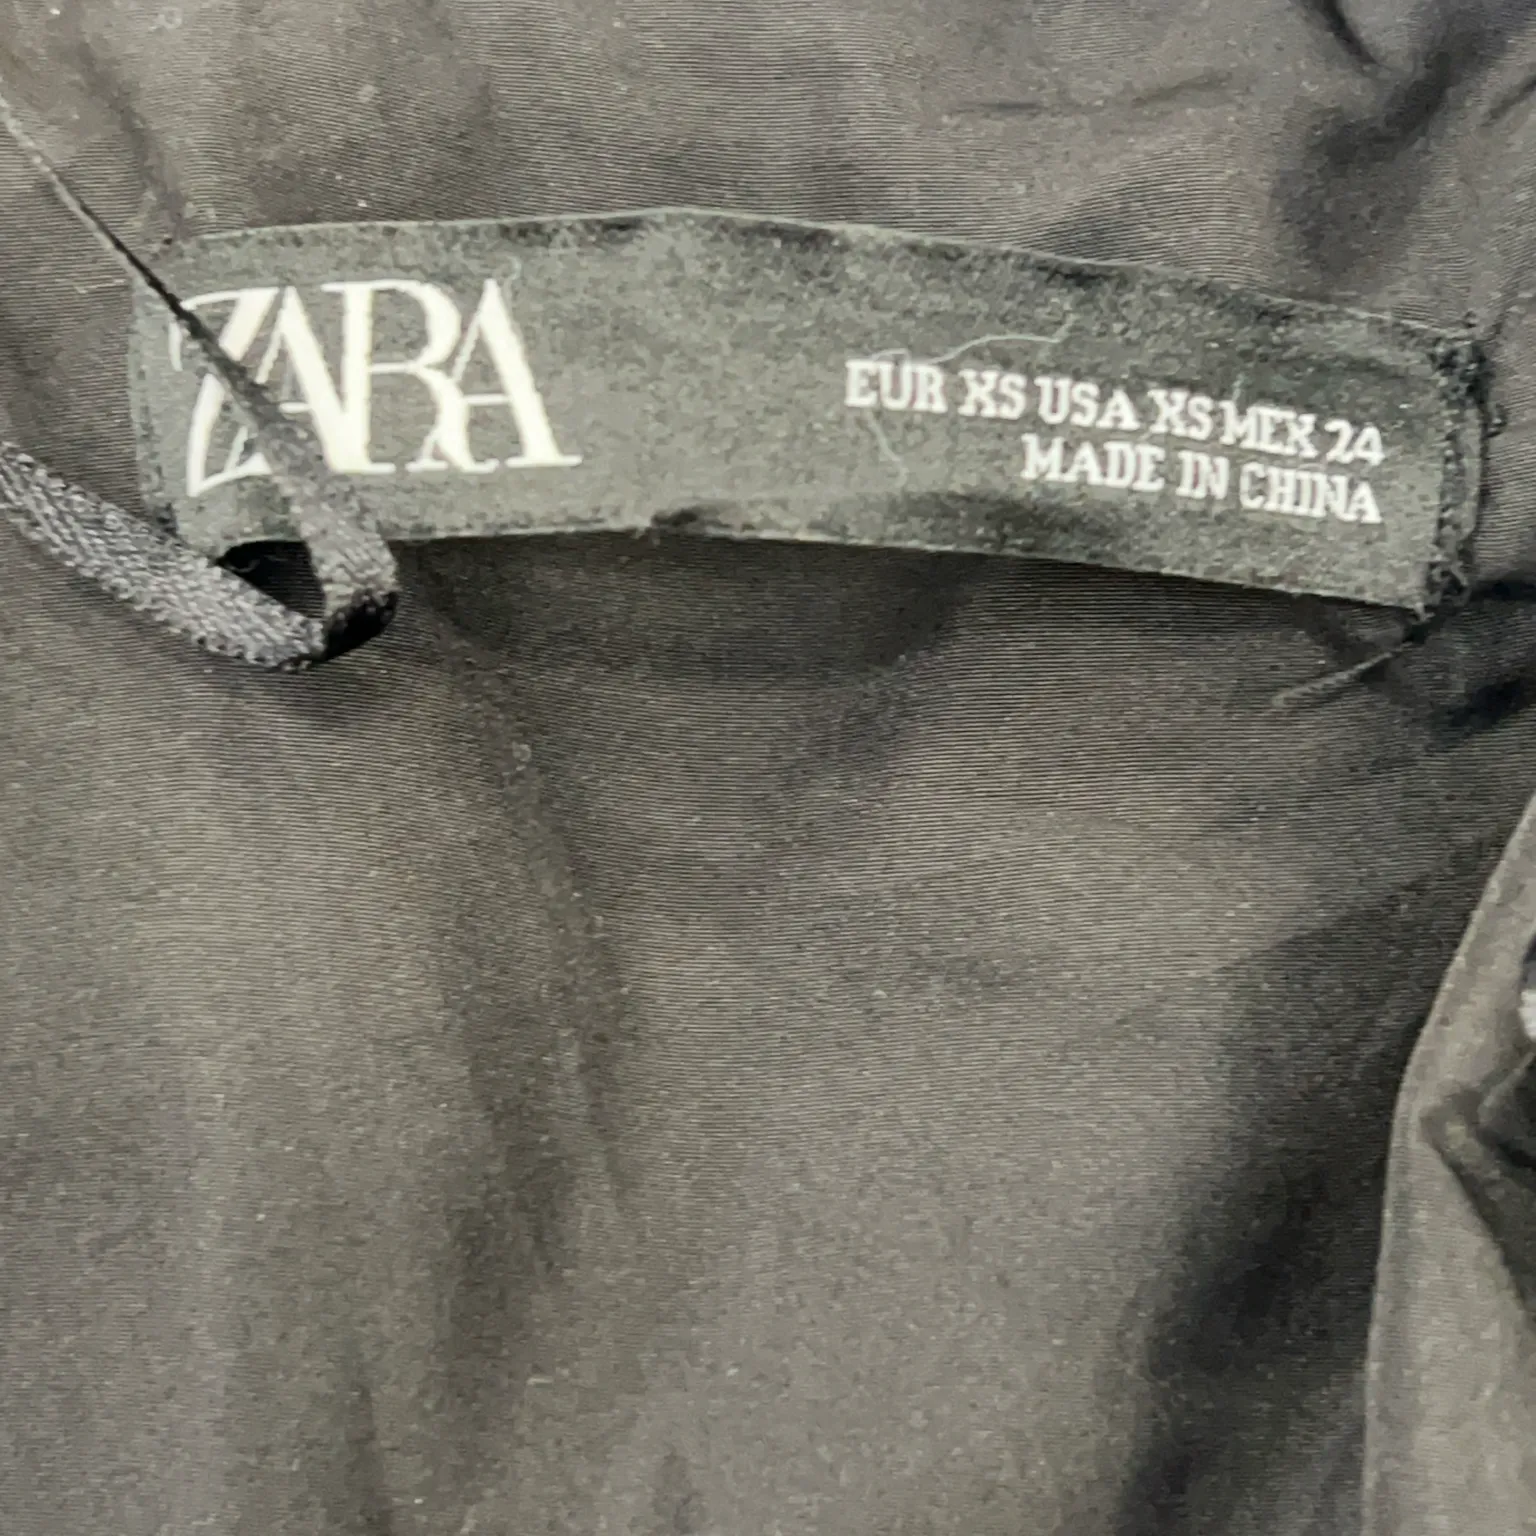 ZARA
EUR XS USA XS MEX 24
MADE IN CHINA